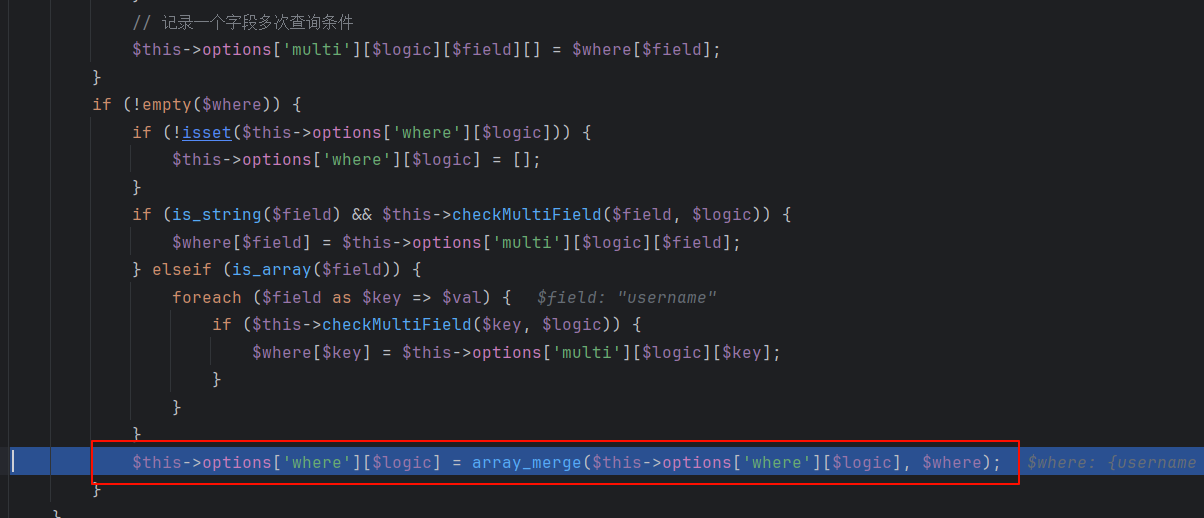 // 记录一个字段多次查询条件
$this->options['multi'][$logic][$field][] = $where[$field];
}
if (!empty($where)) {
if (!isset($this->options['where'][$logic])) {
$this->options['where'][$logic] = [];
}
if (is_string($field) && $this->checkMultiField($field, $logic)) {
$where[$field] = $this->options['multi'][$logic][$field];
} elseif (is_array($field)) {
foreach ($field as $key => $val) { $field: "username"
if ($this->checkMultiField($key, $logic)) {
$where[$key] = $this->options['multi'][$logic][$key];
}
}
}
$this->options['where'][$logic] = array_merge($this->options['where'][$logic], $where); $where: {username
}
}